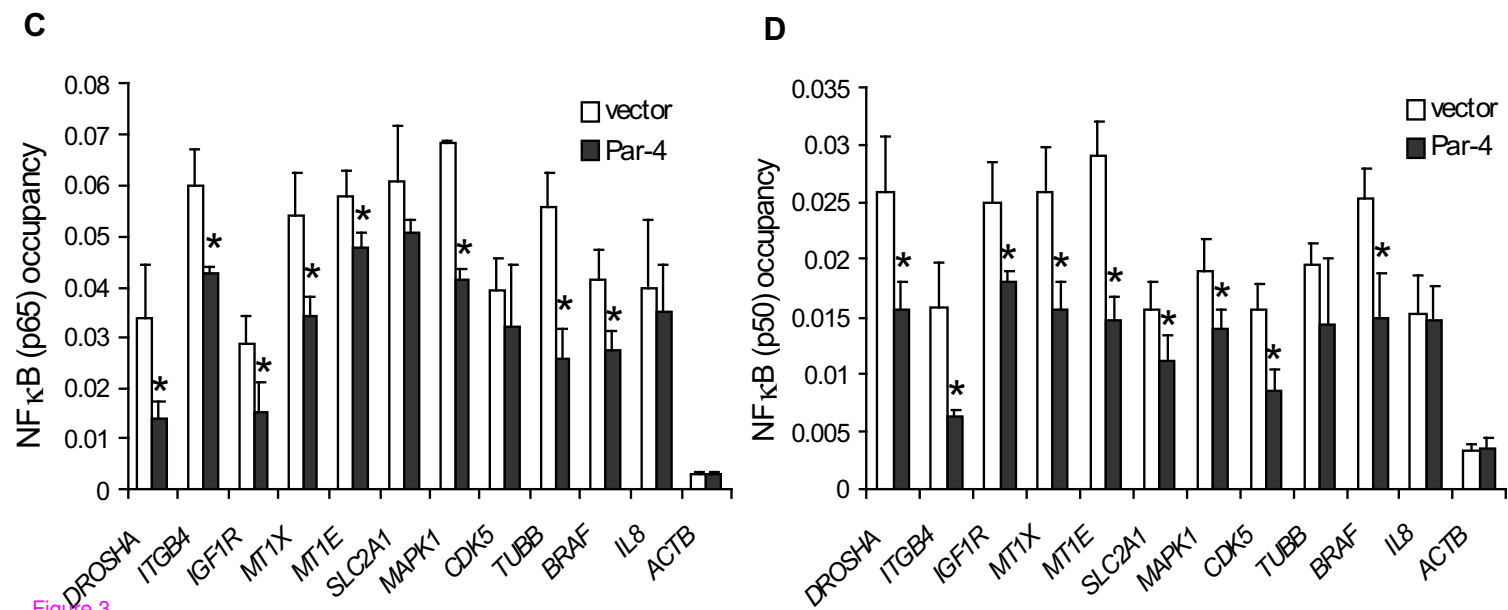 C
NFκB (p65) occupancy
0.08
0.07
0.06
0.05
0.04
0.03
0.02
0.01
0
vector
Par-4
*
*
*
*
*
*
*
*
DROSHA
ITGB4
IGF1R
MT1X
MT1E
SLC2A1
MAPK1
CDK5
TUBB
BRAF
IL8
ACTB
D
NFκB (p50) occupancy
0.035
0.03
0.025
0.02
0.015
0.01
0.005
0
vector
Par-4
*
*
*
*
*
*
*
*
*
DROSHA
ITGB4
IGF1R
MT1X
MT1E
SLC2A1
MAPK1
CDK5
TUBB
BRAF
IL8
ACTB
Figure 3